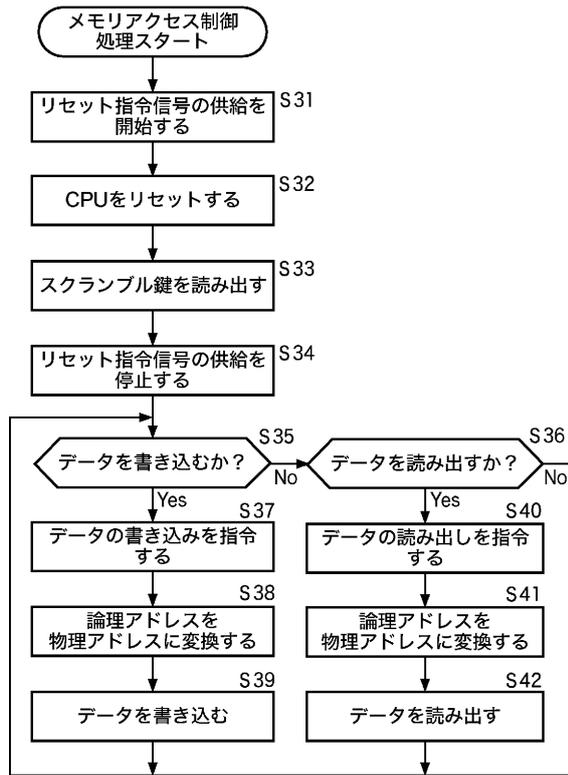 メモリアクセス制御
処理スタート
S31
リセット指令信号の供給を
開始する
S32
CPUをリセットする
S33
スクランブル鍵を読み出す
S34
リセット指令信号の供給を
停止する
S35
データを書き込むか？
No
Yes
S36
データを読み出すか？
No
Yes
S37
データの書き込みを指令
する
S38
論理アドレスを
物理アドレスに変換する
S39
データを書き込む
S40
データの読み出しを指令
する
S41
論理アドレスを
物理アドレスに変換する
S42
データを読み出す